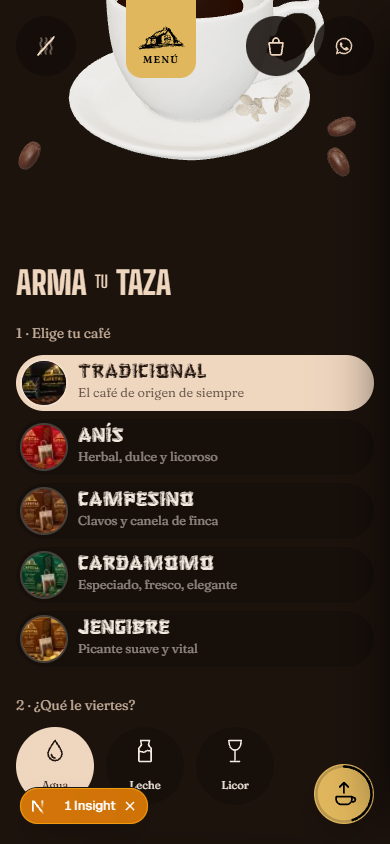 MENÚ
ARMA TU TAZA
1 · Elige tu café
TRADICIONAL
El café de origen de siempre
ANÍS
Herbal, dulce y licoroso
CAMPESINO
Clavos y canela de finca
CARDAMOMO
Especiado, fresco, elegante
JENGIBRE
Picante suave y vital
2 · ¿Qué le viertes?
Agua
Leche
Licor
N 1 Insight ×